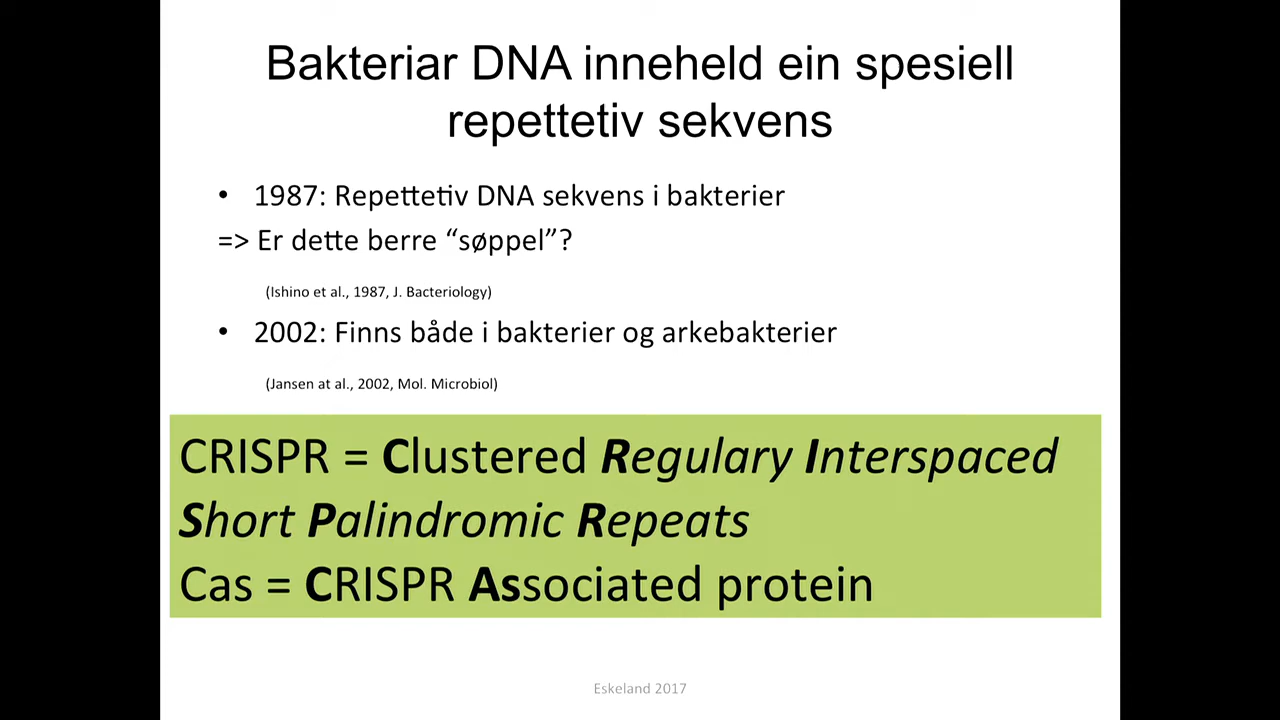 Bakteriar DNA inneheld ein spesiell
repettetiv sekvens
• 1987: Repettetiv DNA sekvens i bakterier
=> Er dette berre “søppel”?
(Ishino et al., 1987, J. Bacteriology)
• 2002: Finns både i bakterier og arkebakterier
(Jansen at al., 2002, Mol. Microbiol)
CRISPR = Clustered Regulary Interspaced
Short Palindromic Repeats
Cas = CRISPR Associated protein
Eskeland 2017